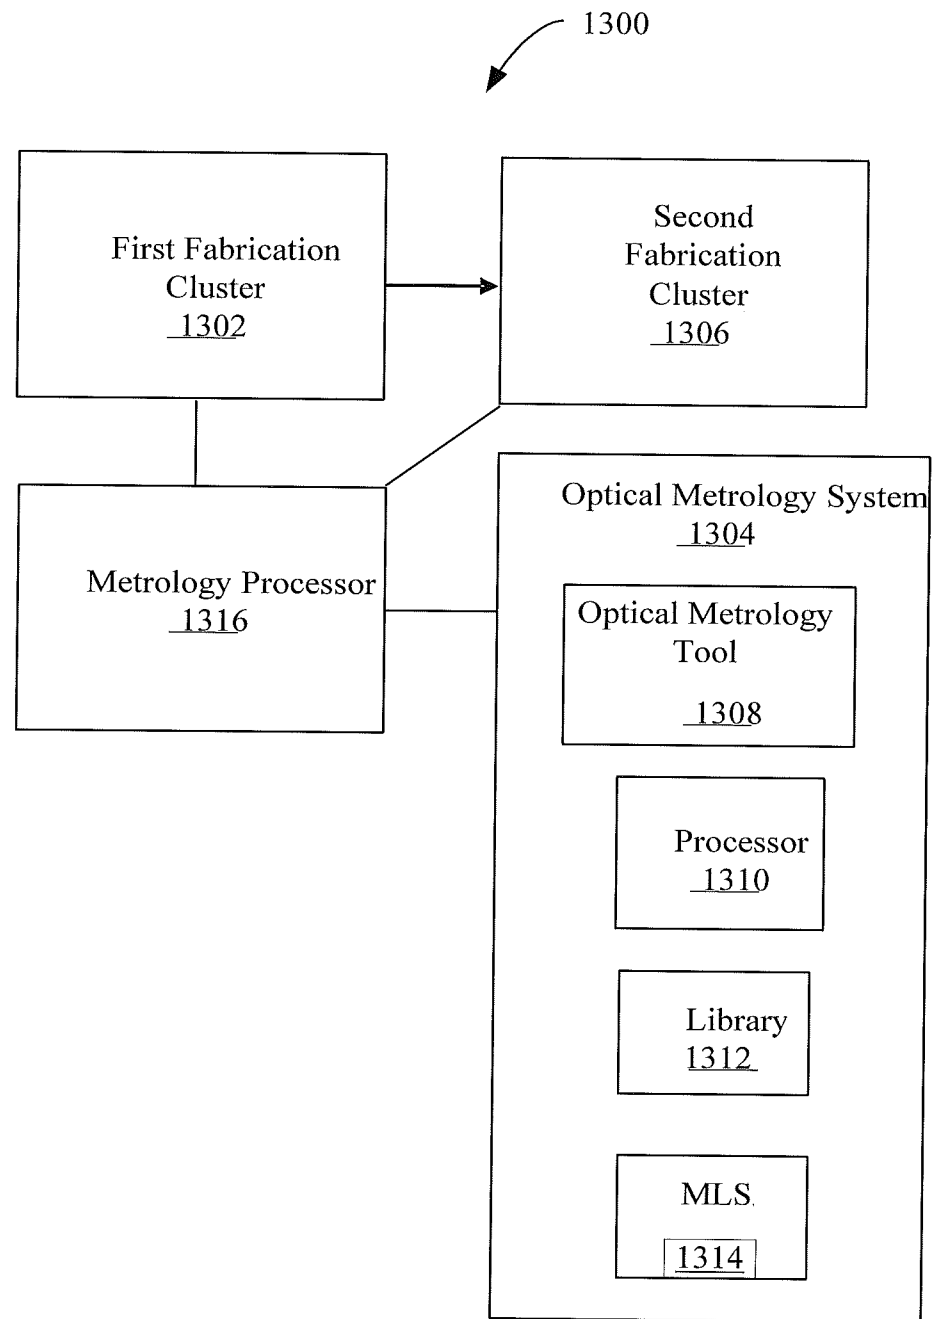 1300
First Fabrication
Cluster
1302
Second
Fabrication
Cluster
1306
Metrology Processor
1316
Optical Metrology System
1304
Optical Metrology
Tool
1308
Processor
1310
Library
1312
MLS
1314